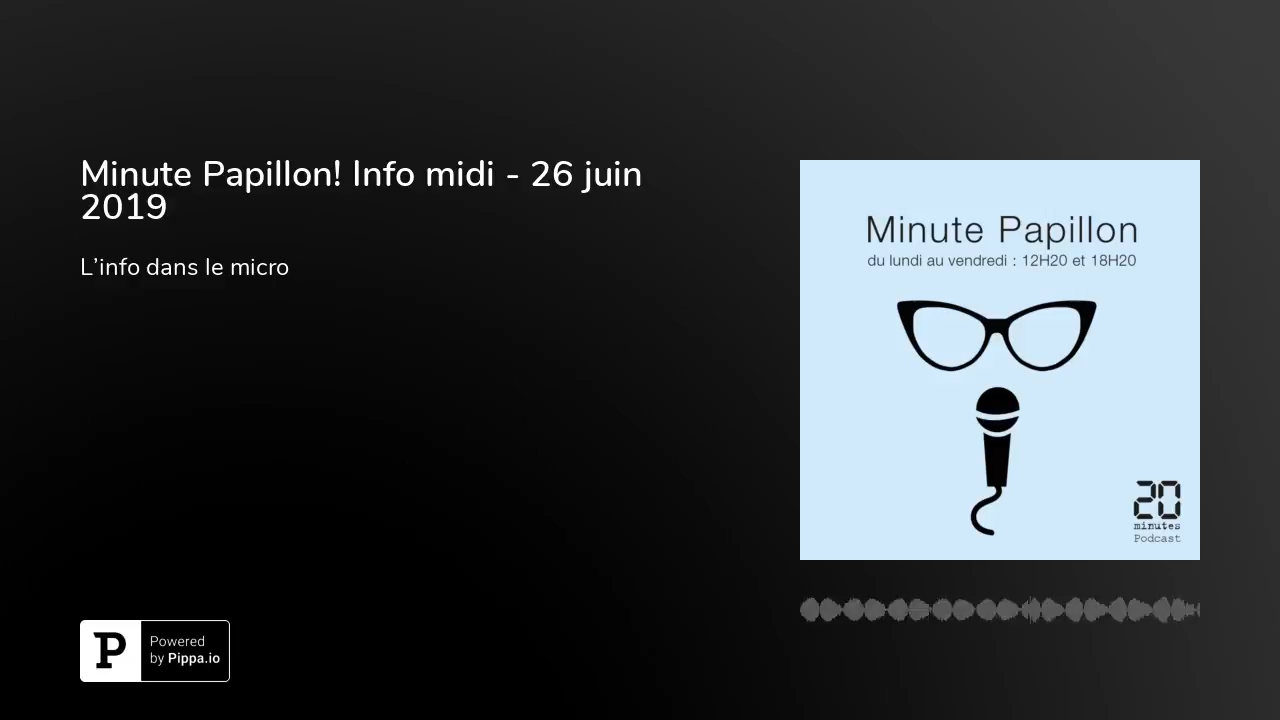 Minute Papillon! Info midi - 26 juin
2019
L’info dans le micro
Minute Papillon
du lundi au vendredi : 12H20 et 18H20
20
minutes
Podcast
P
Powered
by Pippa.io